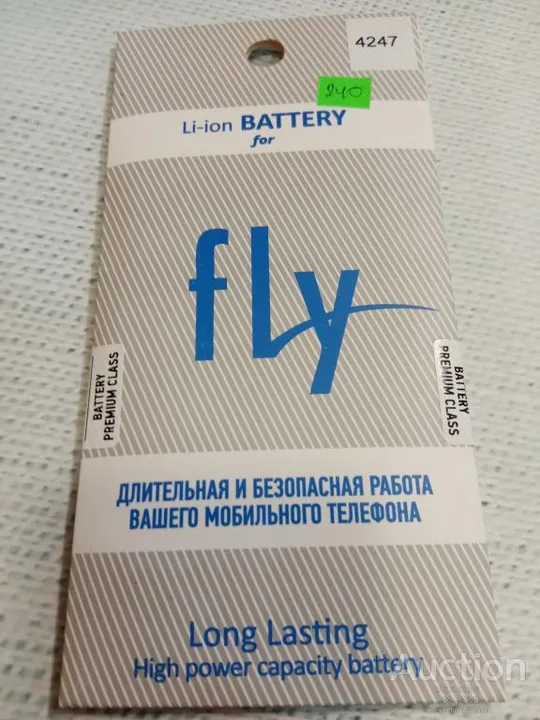 4247
240
Li-ion BATTERY
for
fly
BATTERY
PREMIUM CLASS
BATTERY
PREMIUM CLASS
ДЛИТЕЛЬНАЯ И БЕЗОПАСНАЯ РАБОТА
ВАШЕГО МОБИЛЬНОГО ТЕЛЕФОНА
Long Lasting
High power capacity battery
Auction